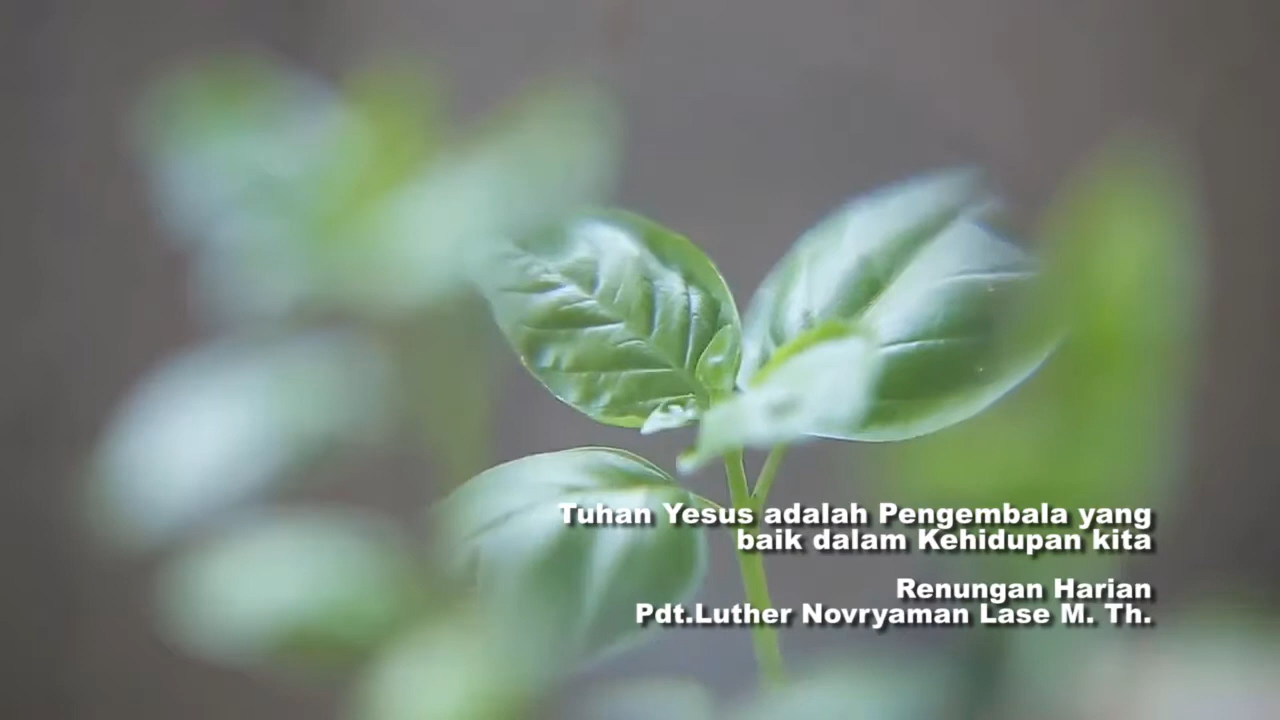 Tuhan Yesus adalah Pengembala yang
baik dalam Kehidupan kita
Renungan Harian
Pdt.Luther Novryaman Lase M. Th.